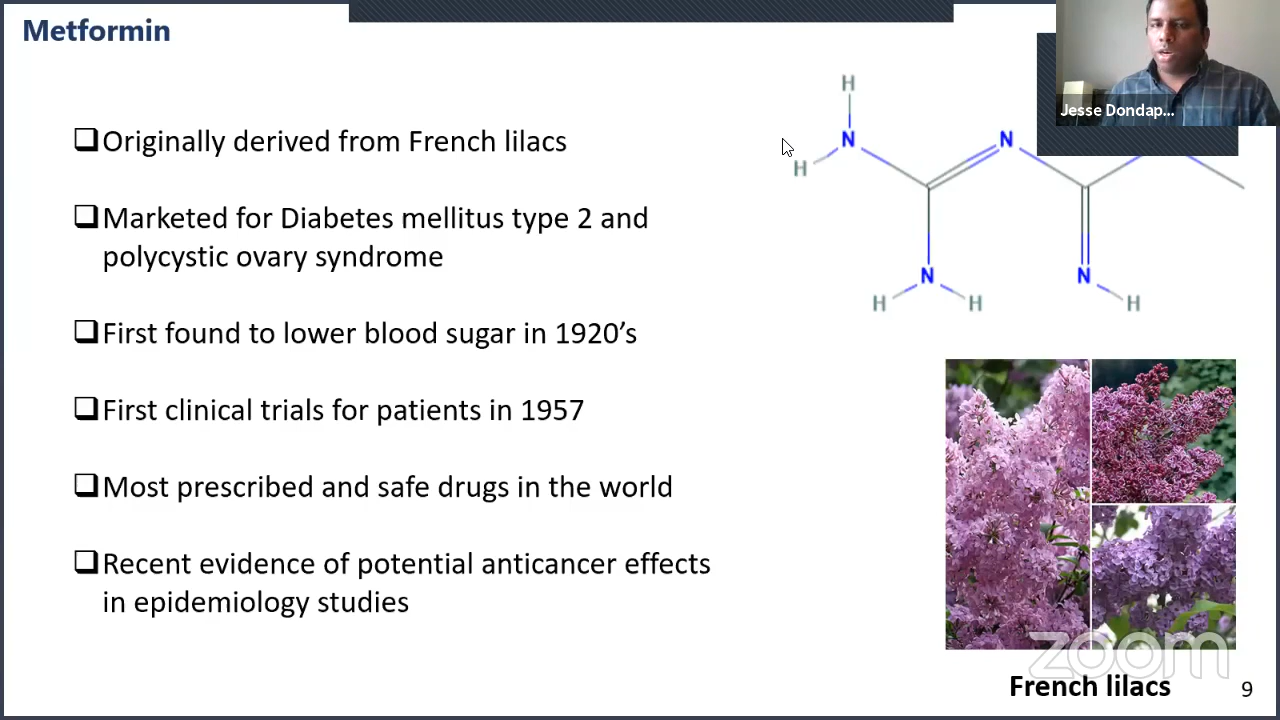 Metformin
Jesse Dondap...
❑Originally derived from French lilacs
❑Marketed for Diabetes mellitus type 2 and
polycystic ovary syndrome
❑First found to lower blood sugar in 1920’s
❑First clinical trials for patients in 1957
❑Most prescribed and safe drugs in the world
❑Recent evidence of potential anticancer effects
in epidemiology studies
H
N
N
H
N
N
H
H
H
zoom
French lilacs
9